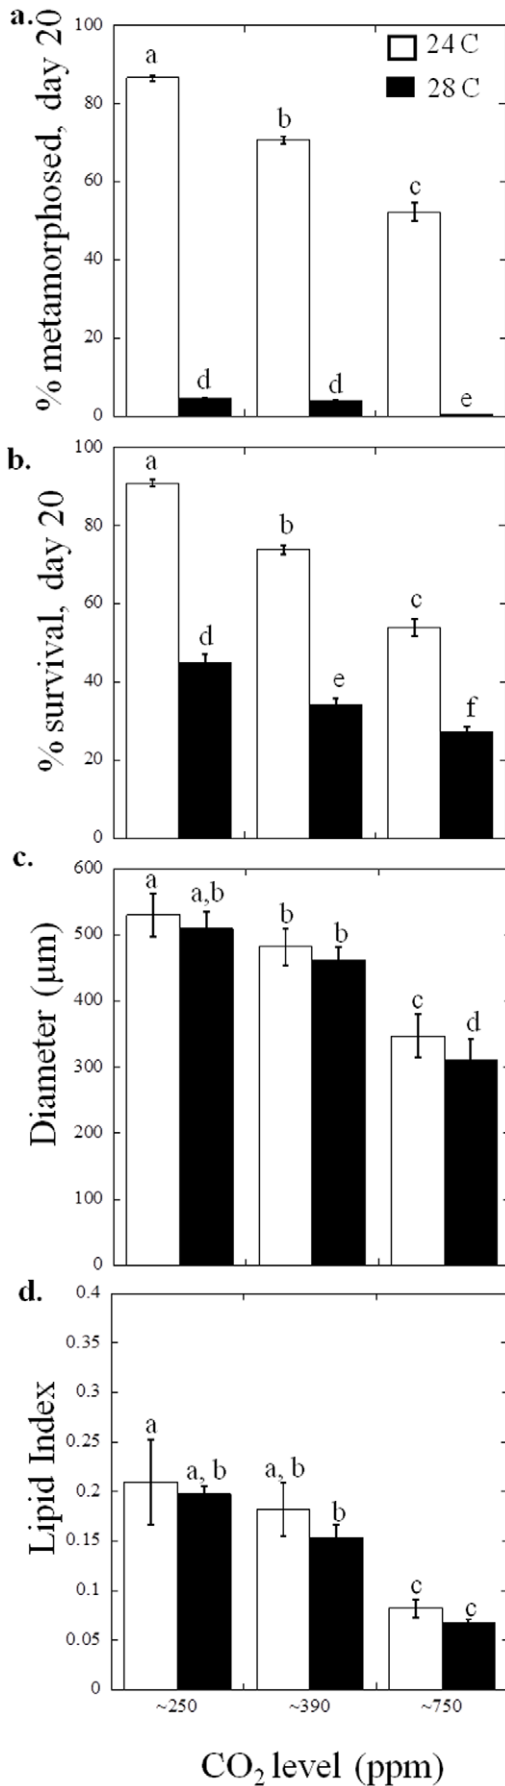 a.
% metamorphosed, day 20
100
80
60
40
20
0
24 C
28 C
a
b
c
d
d
e
b.
% survival, day 20
100
80
60
40
20
0
a
b
c
d
e
f
c.
Diameter (µm)
600
500
400
300
200
100
0
a
a,b
b
b
c
d
d.
Lipid Index
0.4
0.35
0.3
0.25
0.2
0.15
0.1
0.05
0
a
a, b
a, b
b
c
c
~250
~390
~750
CO₂ level (ppm)